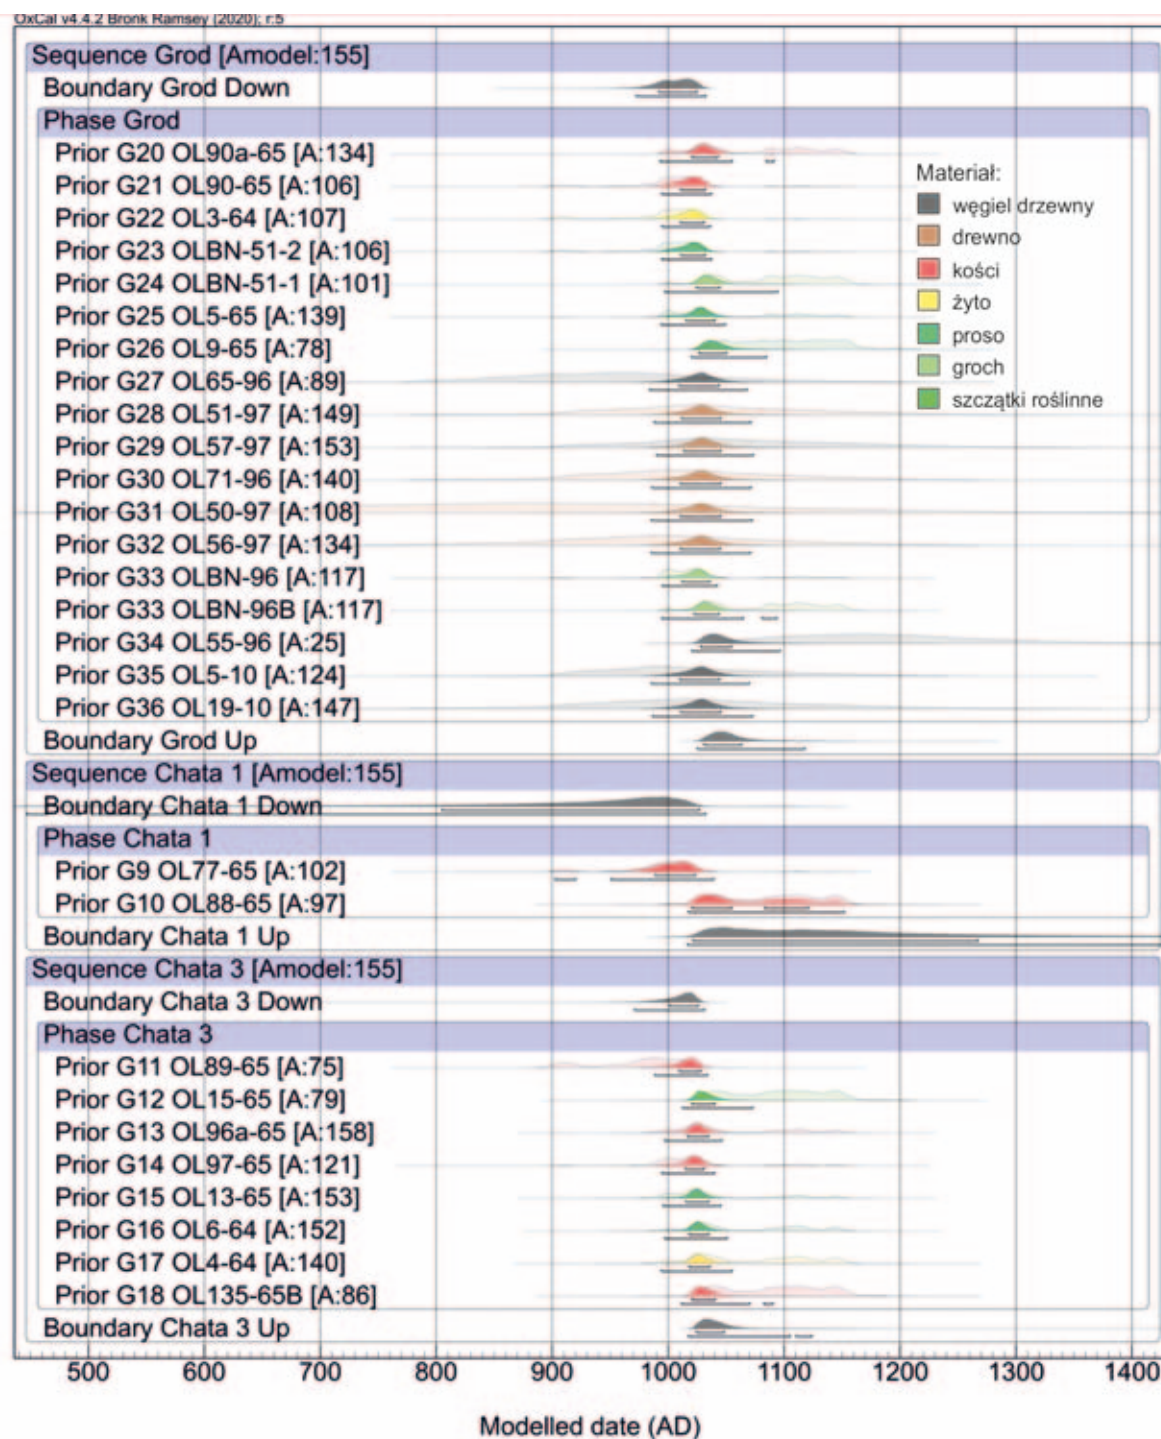 OxCal v4.4.2 Bronk Ramsey (2020); r:5
Sequence Grod [Amodel:155]
Boundary Grod Down
Phase Grod
Prior G20 OL90a-65 [A:134]
Prior G21 OL90-65 [A:106]
Prior G22 OL3-64 [A:107]
Prior G23 OLBN-51-2 [A:106]
Prior G24 OLBN-51-1 [A:101]
Prior G25 OL5-65 [A:139]
Prior G26 OL9-65 [A:78]
Prior G27 OL65-96 [A:89]
Prior G28 OL51-97 [A:149]
Prior G29 OL57-97 [A:153]
Prior G30 OL71-96 [A:140]
Prior G31 OL50-97 [A:108]
Prior G32 OL56-97 [A:134]
Prior G33 OLBN-96 [A:117]
Prior G33 OLBN-96B [A:117]
Prior G34 OL55-96 [A:25]
Prior G35 OL5-10 [A:124]
Prior G36 OL19-10 [A:147]
Boundary Grod Up
Materiał:
węgiel drzewny
drewno
kości
żyto
proso
groch
szczątki roślinne
Sequence Chata 1 [Amodel:155]
Boundary Chata 1 Down
Phase Chata 1
Prior G9 OL77-65 [A:102]
Prior G10 OL88-65 [A:97]
Boundary Chata 1 Up
Sequence Chata 3 [Amodel:155]
Boundary Chata 3 Down
Phase Chata 3
Prior G11 OL89-65 [A:75]
Prior G12 OL15-65 [A:79]
Prior G13 OL96a-65 [A:158]
Prior G14 OL97-65 [A:121]
Prior G15 OL13-65 [A:153]
Prior G16 OL6-64 [A:152]
Prior G17 OL4-64 [A:140]
Prior G18 OL135-65B [A:86]
Boundary Chata 3 Up
500 600 700 800 900 1000 1100 1200 1300 1400
Modelled date (AD)